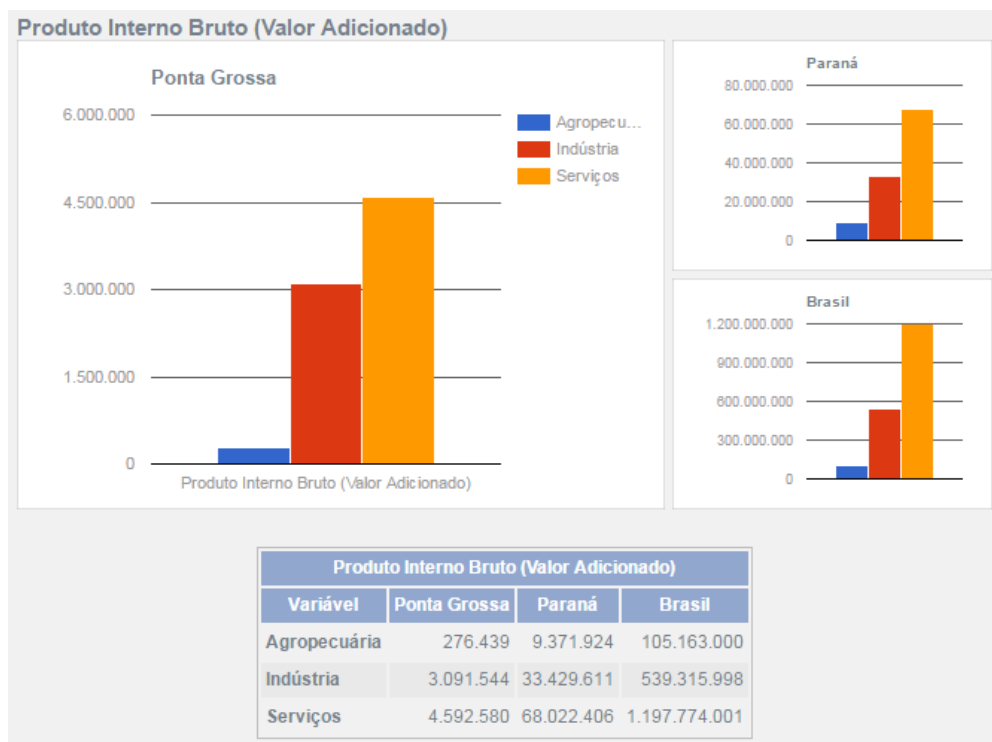 Produto Interno Bruto (Valor Adicionado)
Ponta Grossa
6.000.000
4.500.000
3.000.000
1.500.000
0
Produto Interno Bruto (Valor Adicionado)
Agropecu...
Indústria
Serviços
Paraná
80.000.000
60.000.000
40.000.000
20.000.000
0
Brasil
1.200.000.000
900.000.000
600.000.000
300.000.000
0
Produto Interno Bruto (Valor Adicionado)
Variável Ponta Grossa Paraná Brasil
Agropecuária 276.439 9.371.924 105.163.000
Indústria 3.091.544 33.429.611 539.315.998
Serviços 4.592.580 68.022.406 1.197.774.001